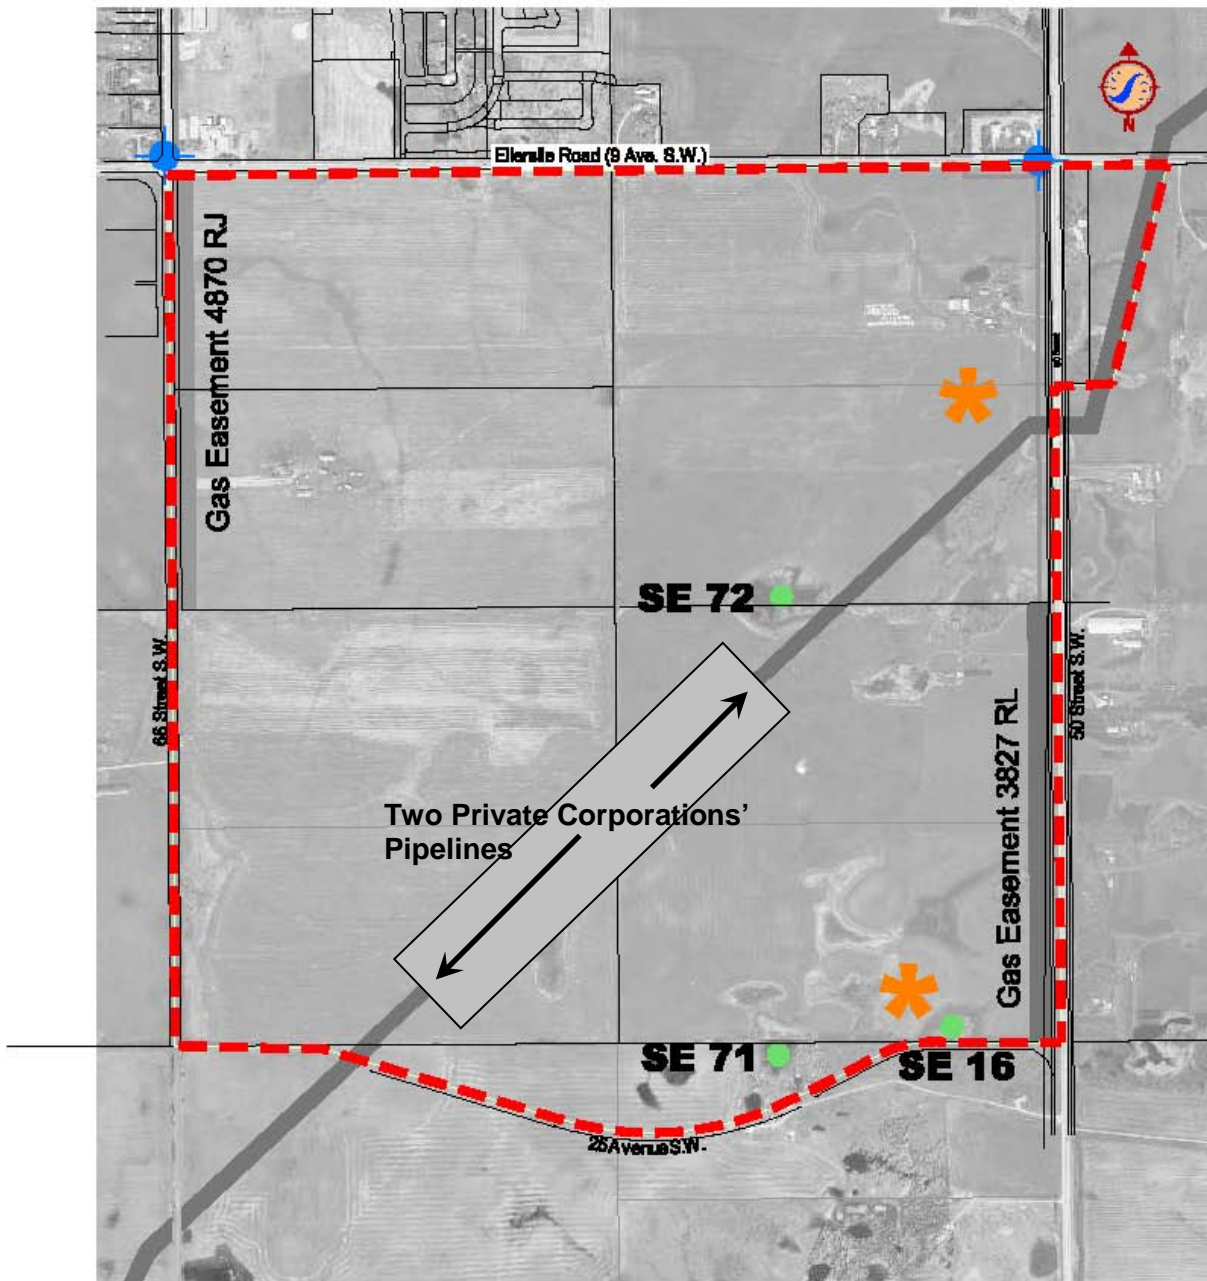 N
Ellerslie Road (9 Ave. S.W.)
Gas Easement 4870 RJ
SE 72
66 Street S.W.
50 Street S.W.
Gas Easement 3827 RL
Two Private Corporations’
Pipelines
SE 71
SE 16
25 Avenue S.W.